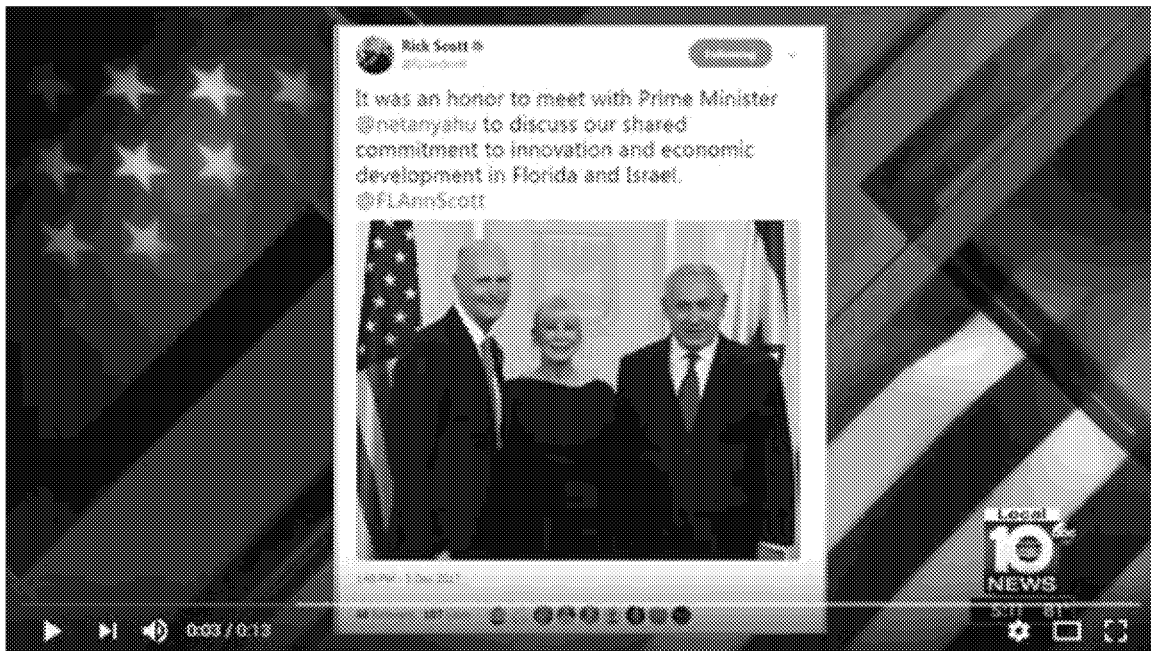 Rick Scott
It was an honor to meet with Prime Minister
@netanyahu to discuss our shared
commitment to innovation and economic
development in Florida and Israel.
@FLAnnScott
Local
10
NEWS
0:03 / 0:13